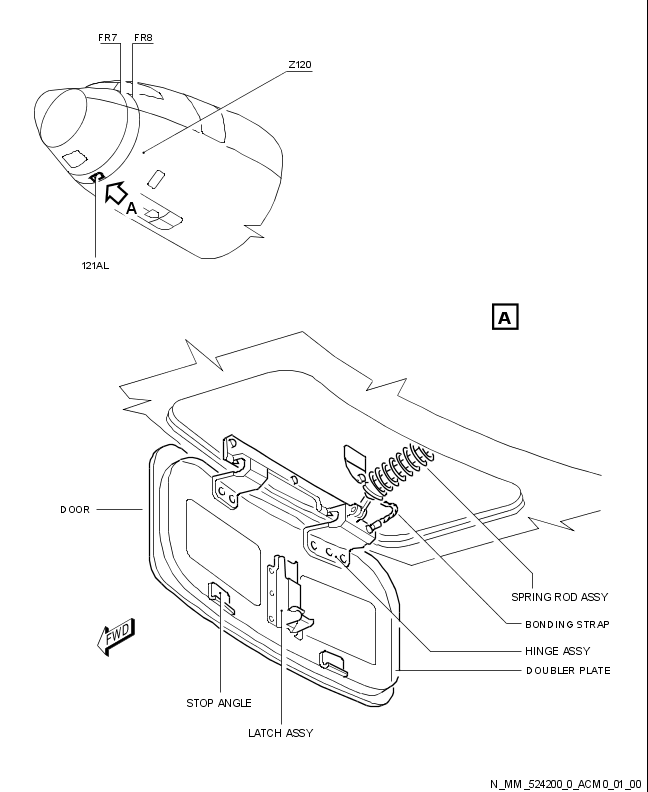 FR7 FR8
Z120
A
121AL
A
DOOR
SPRING ROD ASSY
BONDING STRAP
HINGE ASSY
DOUBLER PLATE
FWD
STOP ANGLE
LATCH ASSY
N_MM_524200_0_ACM0_01_00